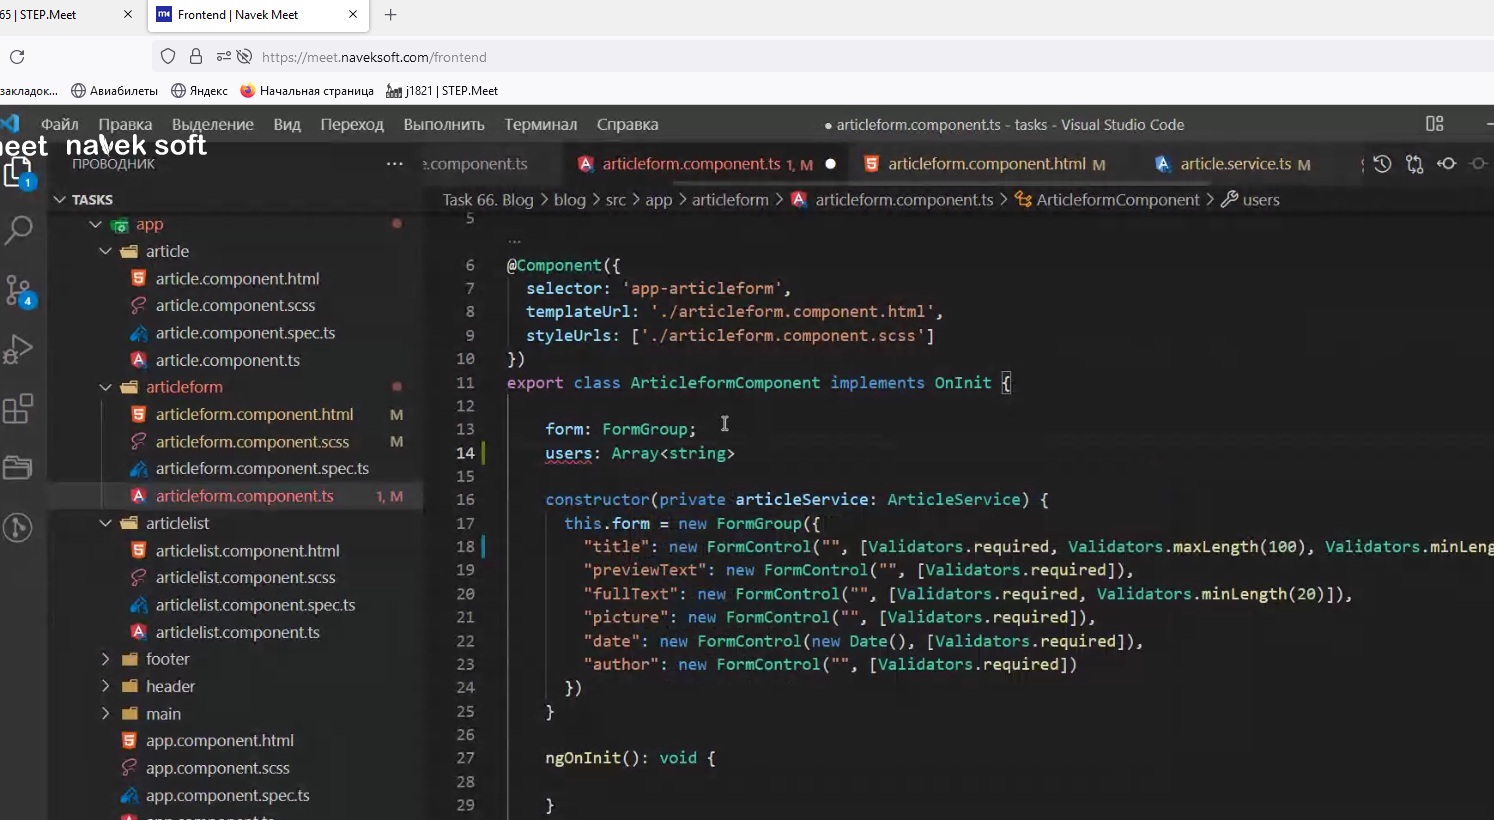 65 | STEP.Meet
Frontend | Navek Meet
https://meet.naveksoft.com/frontend
закладок...
Авиабилеты
Яндекс
Начальная страница
j1821 | STEP.Meet
Файл Правка Выделение Вид Переход Выполнить Терминал Справка
● articleform.component.ts - tasks - Visual Studio Code
meet navek soft
ПРОВОДНИК
...
e.component.ts
articleform.component.ts 1, M
articleform.component.html M
article.service.ts M
TASKS
Task 66. Blog > blog > src > app > articleform > articleform.component.ts > ArticleformComponent > users
1
4
app
article
article.component.html
article.component.scss
article.component.spec.ts
article.component.ts
articleform
articleform.component.html M
articleform.component.scss M
articleform.component.spec.ts
articleform.component.ts 1, M
articlelist
articlelist.component.html
articlelist.component.scss
articlelist.component.spec.ts
articlelist.component.ts
footer
header
main
app.component.html
app.component.scss
app.component.spec.ts
5
...
6 @Component({
7 selector: 'app-articleform',
8 templateUrl: './articleform.component.html',
9 styleUrls: ['./articleform.component.scss']
10 })
11 export class ArticleformComponent implements OnInit {
12
13 form: FormGroup;
14 users: Array<string>
15
16 constructor(private articleService: ArticleService) {
17 this.form = new FormGroup({
18 "title": new FormControl("", [Validators.required, Validators.maxLength(100), Validators.minLeng
19 "previewText": new FormControl("", [Validators.required]),
20 "fullText": new FormControl("", [Validators.required, Validators.minLength(20)]),
21 "picture": new FormControl("", [Validators.required]),
22 "date": new FormControl(new Date(), [Validators.required]),
23 "author": new FormControl("", [Validators.required])
24 })
25 }
26
27 ngOnInit(): void {
28
29 }